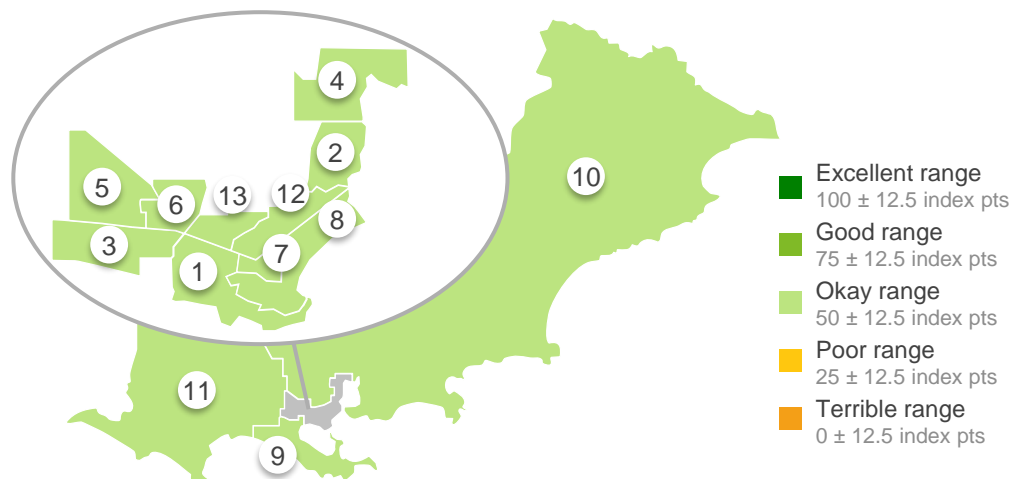 4
2
5
13
12
6
8
3
7
1
10
11
9
Excellent range
100 ± 12.5 index pts
Good range
75 ± 12.5 index pts
Okay range
50 ± 12.5 index pts
Poor range
25 ± 12.5 index pts
Terrible range
0 ± 12.5 index pts